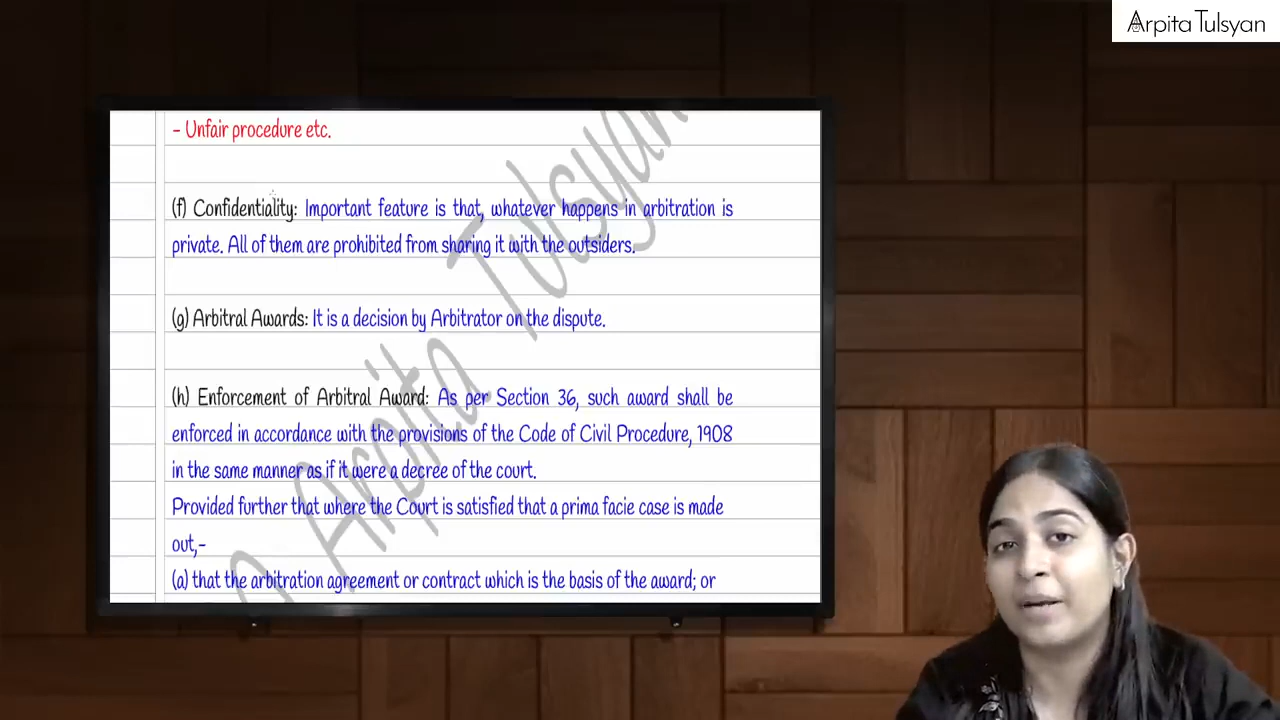 Arpita Tulsyan
- Unfair procedure etc.
(f) Confidentiality: Important feature is that, whatever happens in arbitration is
private. All of them are prohibited from sharing it with the outsiders.
(g) Arbitral Awards: It is a decision by Arbitrator on the dispute.
(h) Enforcement of Arbitral Award: As per Section 36, such award shall be
enforced in accordance with the provisions of the Code of Civil Procedure, 1908
in the same manner as if it were a decree of the court.
Provided further that where the Court is satisfied that a prima facie case is made
out,-
(a) that the arbitration agreement or contract which is the basis of the award; or
Arpita Tulsyan